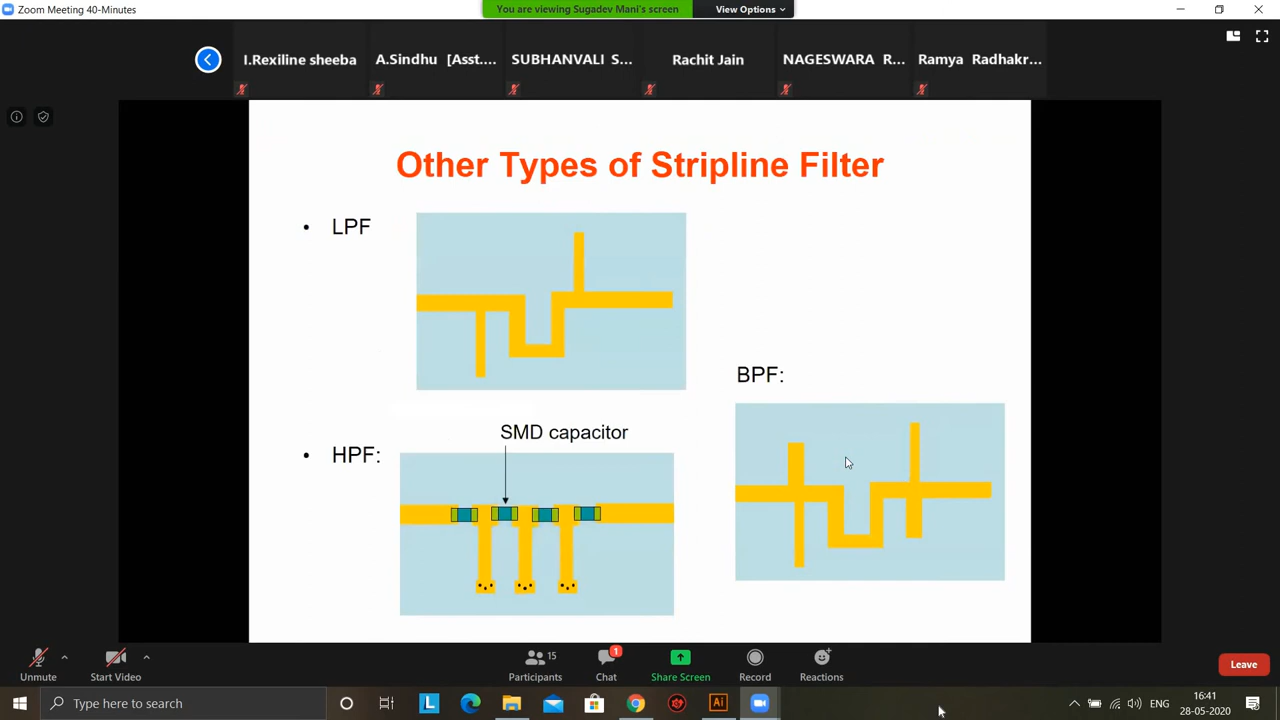 Zoom Meeting 40-Minutes
You are viewing Sugadev Mani's screen
View Options
I.Rexiline sheeba
A.Sindhu [Asst....
SUBHANVALI S...
Rachit Jain
NAGESWARA R...
Ramya Radhakr...
Other Types of Stripline Filter
• LPF
BPF:
SMD capacitor
• HPF:
Unmute
Start Video
15
Participants
1
Chat
Share Screen
Record
Reactions
Leave
Type here to search
L
Ai
ENG
16:41
28-05-2020